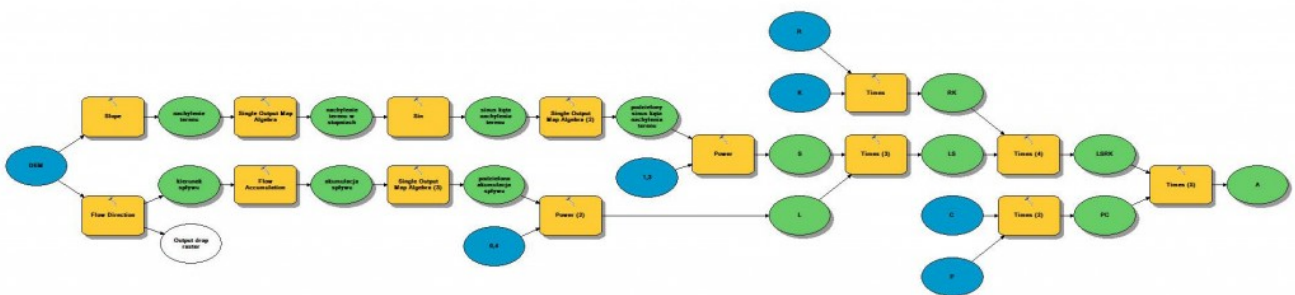 R
K
Times
RK
Slope
nachylenie
terenu
Single Output Map
Algebra
nachylenie
terenu w
stopniach
Sin
sinus kąta
nachylenia
terenu
Single Output
Map Algebra (2)
podzielony
sinus kąta
nachylenia
terenu
DEM
Power
S
Times (3)
LS
Times (4)
LSRK
1,3
kierunek
spływu
Flow
Accumulation
akumulacja
spływu
Single Output
Map Algebra (3)
podzielona
akumulacja
spływu
Times (5)
A
Flow Direction
Power (2)
L
C
Times (2)
PC
Output drop
raster
0,4
P